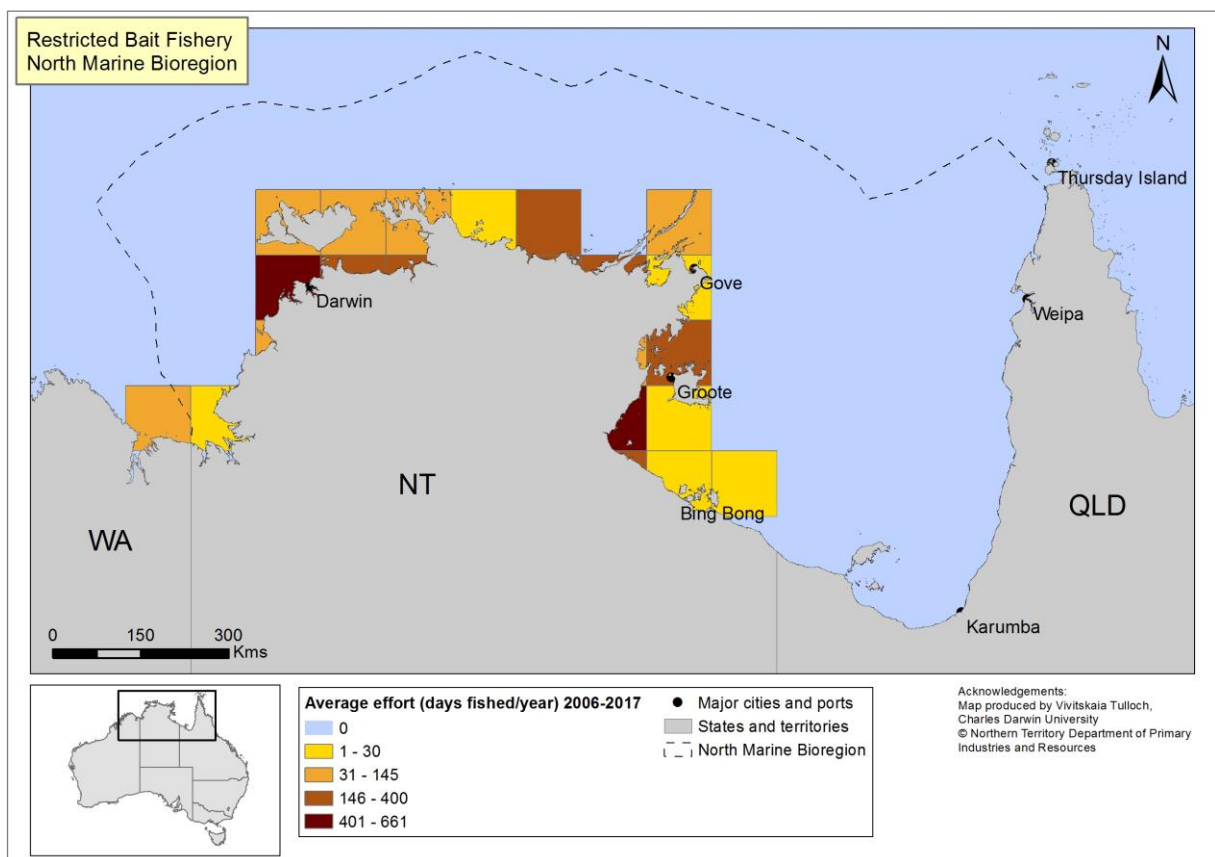 Restricted Bait Fishery
North Marine Bioregion
N
Thursday Island
Gove
Darwin
Weipa
Groote
NT
Bing Bong
QLD
WA
Karumba
0 150 300
Kms
Average effort (days fished/year) 2006-2017
0
1 - 30
31 - 145
146 - 400
401 - 661
Major cities and ports
States and territories
North Marine Bioregion
Acknowledgements:
Map produced by Vivitskaia Tulloch,
Charles Darwin University
© Northern Territory Department of Primary
Industries and Resources